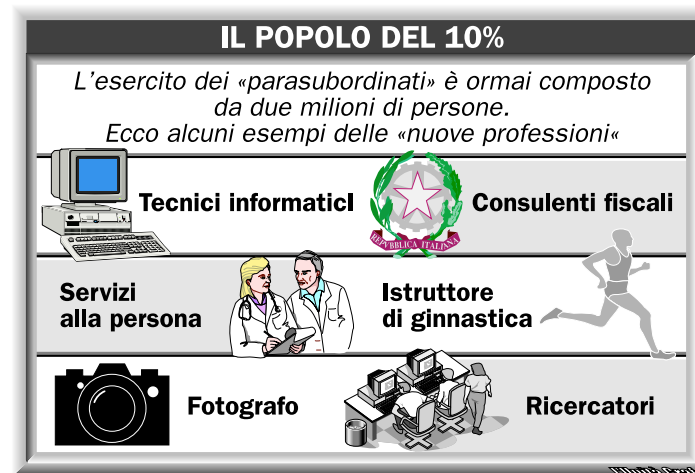 IL POPOLO DEL 10%
L'esercito dei «parasubordinati» è ormai composto
da due milioni di persone.
Ecco alcuni esempi delle «nuove professioni«
Tecnici informaticI
REPVBBLICA ITALIANA
Consulenti fiscali
Servizi
alla persona
Istruttore
di ginnastica
Fotografo
Ricercatori